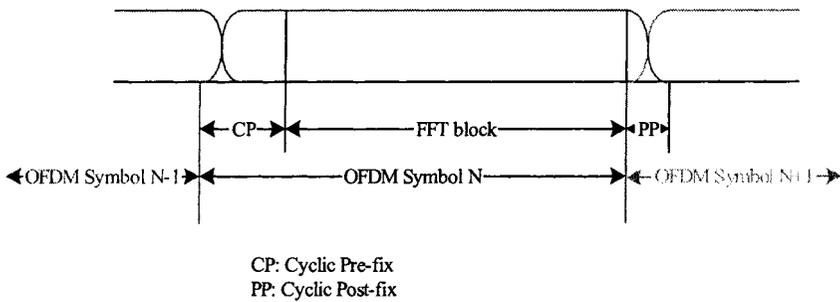 CP FFT block PP
OFDM Symbol N-1 OFDM Symbol N OFDM Symbol N+1
CP: Cyclic Pre-fix
PP: Cyclic Post-fix